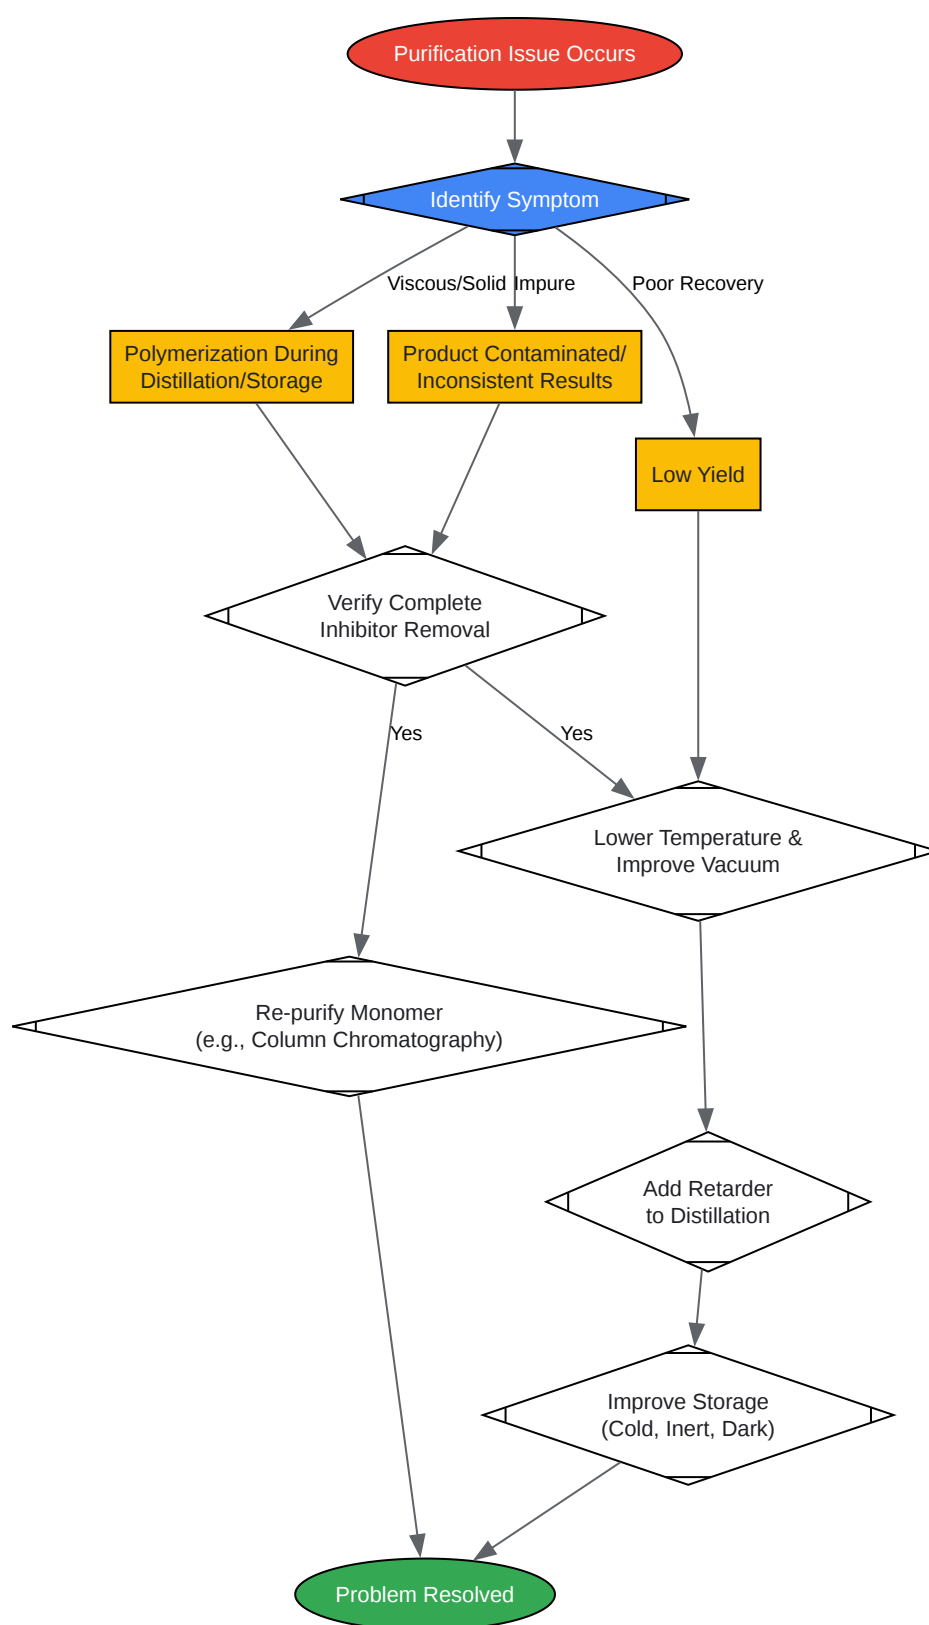 Purification Issue Occurs
Identify Symptom
Viscous/Solid
Impure
Poor Recovery
Polymerization During
Distillation/Storage
Product Contaminated/
Inconsistent Results
Low Yield
Verify Complete
Inhibitor Removal
Yes
Yes
Lower Temperature &
Improve Vacuum
Re-purify Monomer
(e.g., Column Chromatography)
Add Retarder
to Distillation
Improve Storage
(Cold, Inert, Dark)
Problem Resolved